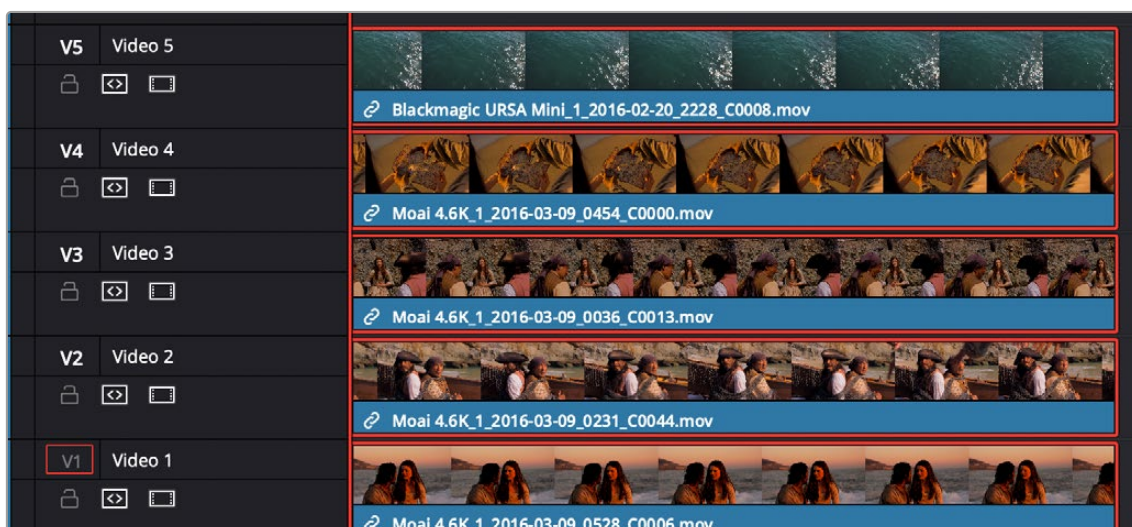 V5 Video 5
Blackmagic URSA Mini_1_2016-02-20_2228_C0008.mov
V4 Video 4
Moai 4.6K_1_2016-03-09_0454_C0000.mov
V3 Video 3
Moai 4.6K_1_2016-03-09_0036_C0013.mov
V2 Video 2
Moai 4.6K_1_2016-03-09_0231_C0044.mov
V1 Video 1
Moai 4.6K_1_2016-03-09_0528_C0006.mov